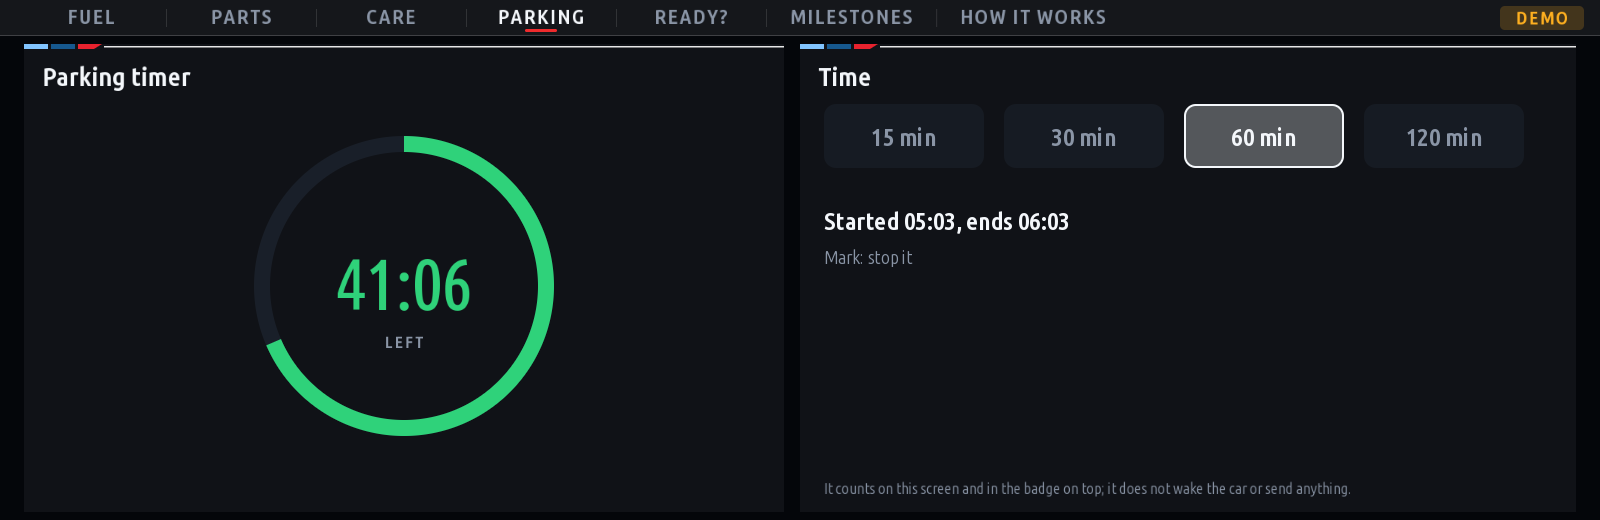 FUEL
PARTS
CARE
PARKING
READY?
MILESTONES
HOW IT WORKS
DEMO
Parking timer
41:06
LEFT
Time
15 min
30 min
60 min
120 min
Started 05:03, ends 06:03
Mark: stop it
It counts on this screen and in the badge on top; it does not wake the car or send anything.